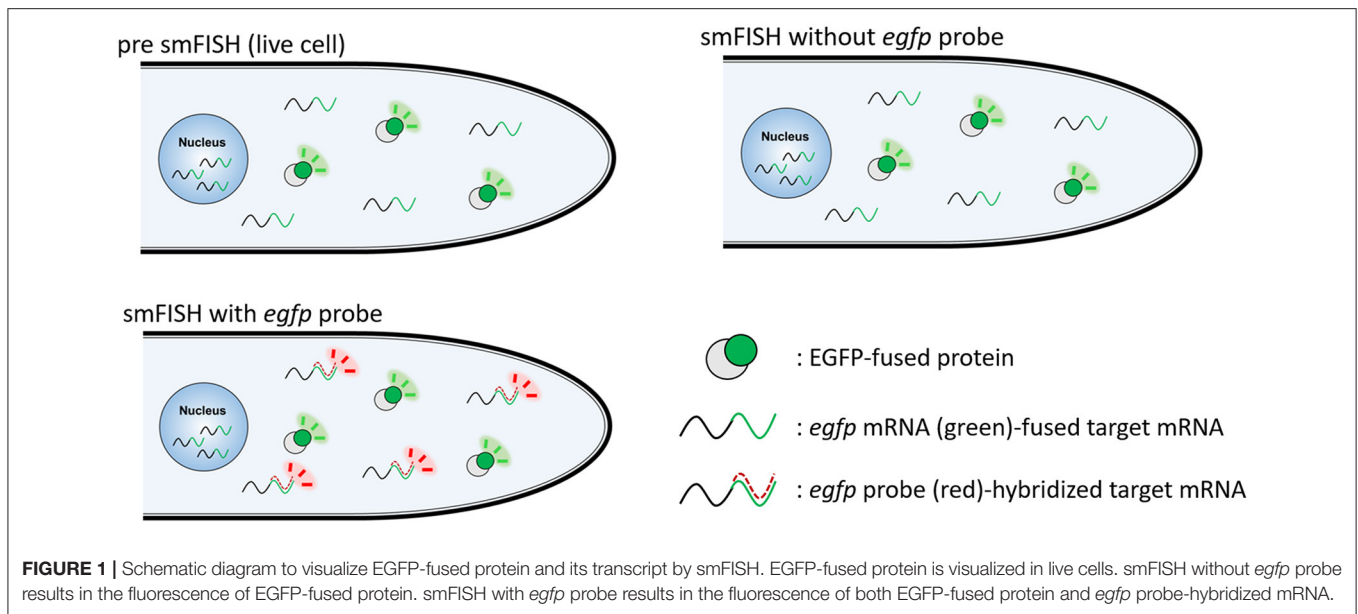 pre smFISH (live cell)
Nucleus
smFISH without egfp probe
Nucleus
smFISH with egfp probe
Nucleus
: EGFP-fused protein
: egfp mRNA (green)-fused target mRNA
: egfp probe (red)-hybridized target mRNA
FIGURE 1 | Schematic diagram to visualize EGFP-fused protein and its transcript by smFISH. EGFP-fused protein is visualized in live cells. smFISH without egfp probe
results in the fluorescence of EGFP-fused protein. smFISH with egfp probe results in the fluorescence of both EGFP-fused protein and egfp probe-hybridized mRNA.